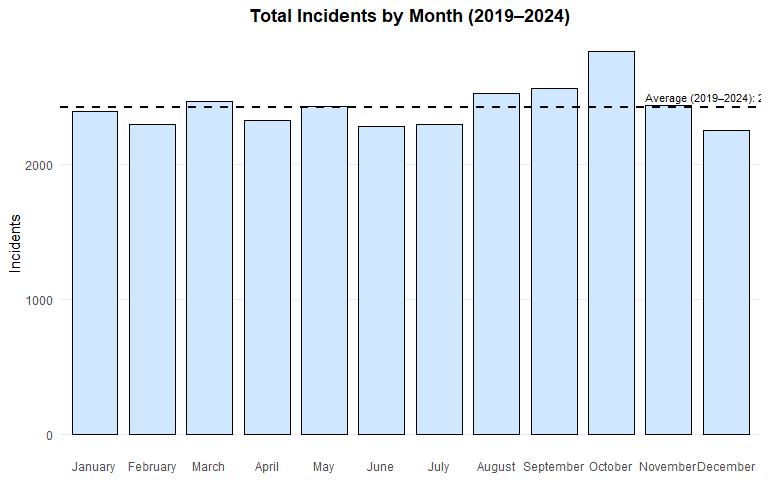 Total Incidents by Month (2019–2024)
Average (2019–2024): 2
2000
1000
0
Incidents
January February March April May June July August September October November December